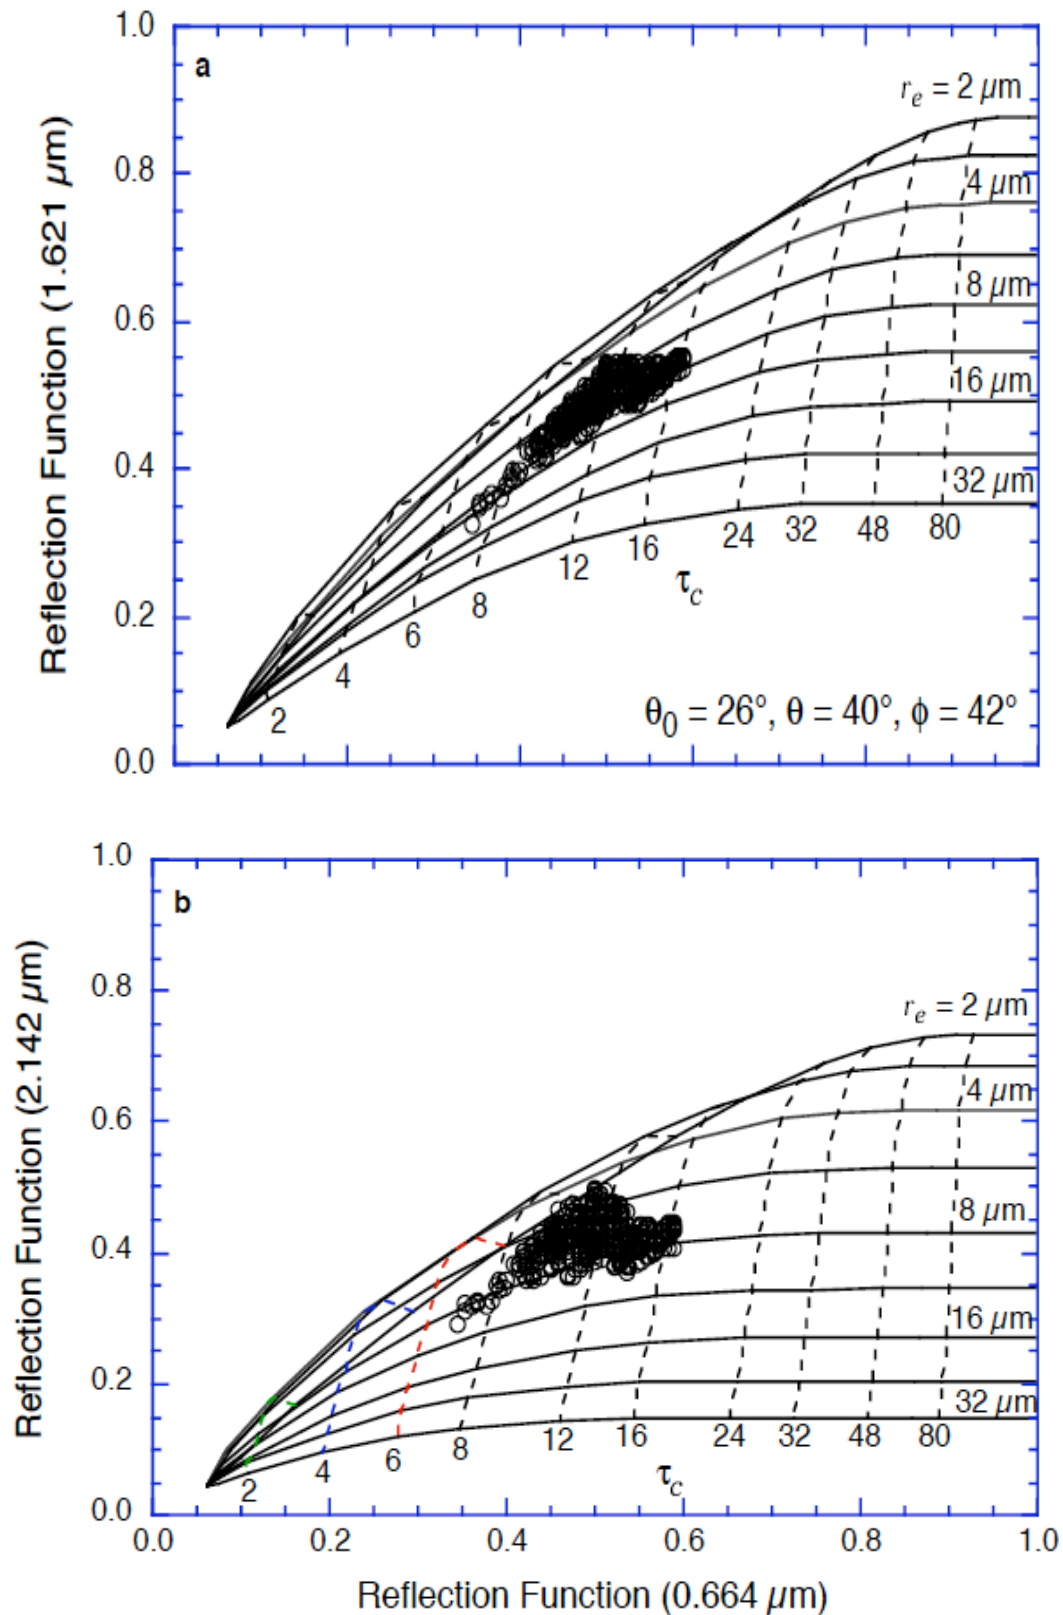 1.0
a
r_e = 2 μm
0.8
4 μm
0.6
8 μm
16 μm
0.4
32 μm
2 4 6 8 12 16 24 32 48 80
τ_c
0.2
θ_0 = 26°, θ = 40°, ϕ = 42°
0.0
Reflection Function (1.621 μm)
1.0
b
0.8
r_e = 2 μm
4 μm
0.6
8 μm
0.4
16 μm
0.2
32 μm
2 4 6 8 12 16 24 32 48 80
τ_c
0.0
0.0 0.2 0.4 0.6 0.8 1.0
Reflection Function (2.142 μm)
Reflection Function (0.664 μm)